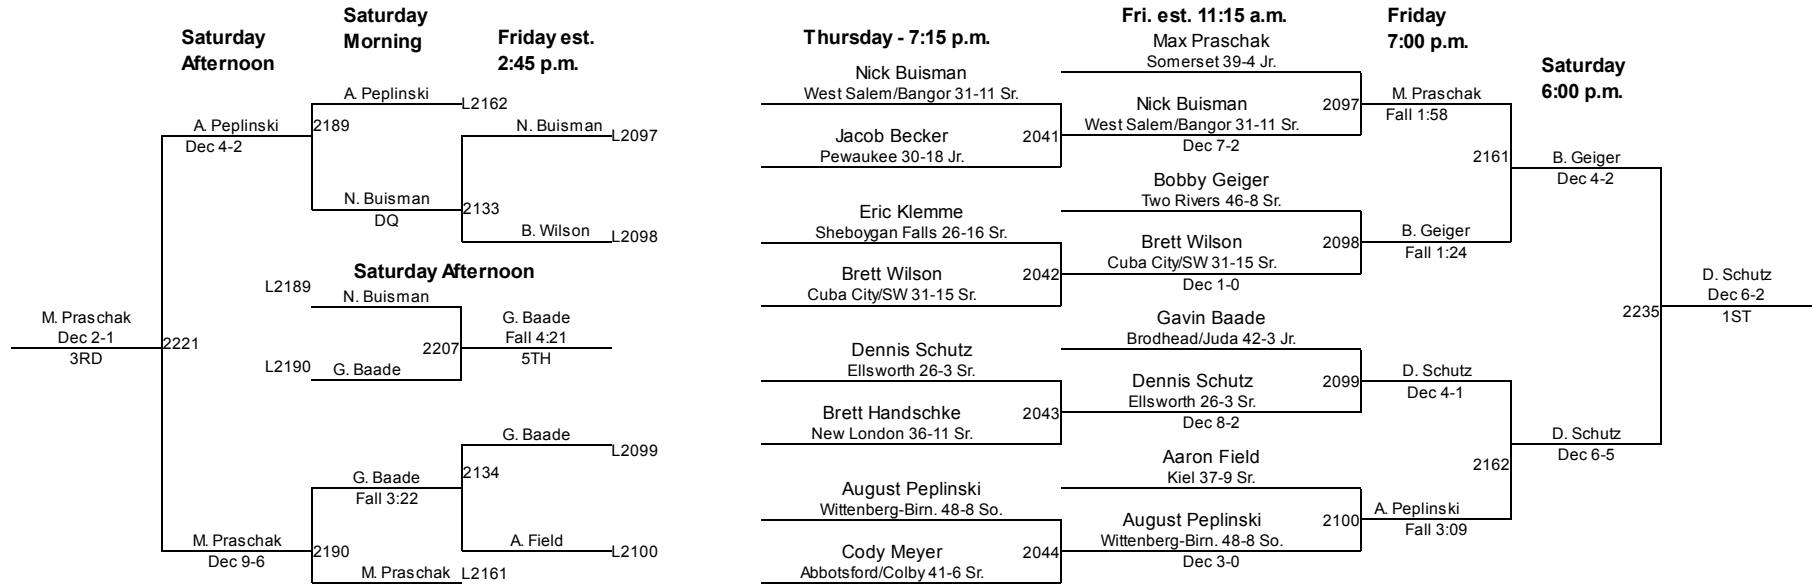 Saturday
Afternoon
Saturday
Morning
Friday est.
2:45 p.m.
A. Peplinski
L2162
A. Peplinski
2189
Dec 4-2
N. Buisman
L2097
N. Buisman
2133
DQ
B. Wilson
L2098
Saturday Afternoon
L2189
N. Buisman
M. Praschak
Dec 2-1
3RD
2221
G. Baade
Fall 4:21
5TH
2207
L2190
G. Baade
G. Baade
L2099
2134
G. Baade
Fall 3:22
A. Field
L2100
M. Praschak
Dec 9-6
2190
M. Praschak
L2161
Thursday - 7:15 p.m.
Nick Buisman
West Salem/Bangor 31-11 Sr.
Jacob Becker
Pewaukee 30-18 Jr.
2041
Eric Klemme
Sheboygan Falls 26-16 Sr.
Brett Wilson
Cuba City/SW 31-15 Sr.
2042
Dennis Schutz
Ellsworth 26-3 Sr.
Brett Handschke
New London 36-11 Sr.
2043
August Peplinski
Wittenberg-Birn. 48-8 So.
Cody Meyer
Abbotsford/Colby 41-6 Sr.
2044
Fri. est. 11:15 a.m.
Max Praschak
Somerset 39-4 Jr.
Nick Buisman
West Salem/Bangor 31-11 Sr.
Dec 7-2
2097
Bobby Geiger
Two Rivers 46-8 Sr.
Brett Wilson
Cuba City/SW 31-15 Sr.
Dec 1-0
2098
Gavin Baade
Brodhead/Juda 42-3 Jr.
Dennis Schutz
Ellsworth 26-3 Sr.
Dec 8-2
2099
Aaron Field
Kiel 37-9 Sr.
August Peplinski
Wittenberg-Birn. 48-8 So.
Dec 3-0
2100
Friday
7:00 p.m.
M. Praschak
Fall 1:58
2161
B. Geiger
Fall 1:24
D. Schutz
Dec 4-1
2162
A. Peplinski
Fall 3:09
Saturday
6:00 p.m.
B. Geiger
Dec 4-2
2235
D. Schutz
Dec 6-5
D. Schutz
Dec 6-2
1ST